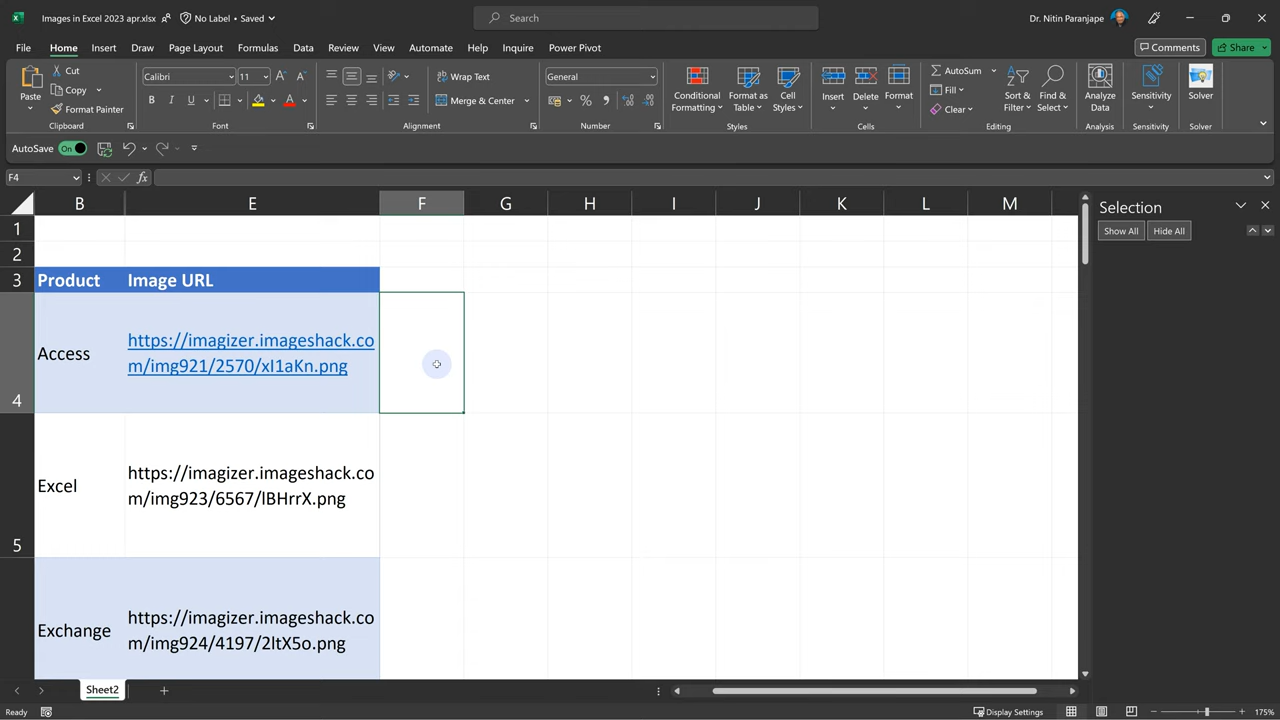 Images in Excel 2023 apr.xlsx
No Label • Saved
Search
Dr. Nitin Paranjape
File
Home
Insert
Draw
Page Layout
Formulas
Data
Review
View
Automate
Help
Inquire
Power Pivot
Comments
Share
Paste
Cut
Copy
Format Painter
Clipboard
Calibri
11
B I U
Font
Wrap Text
Merge & Center
Alignment
General
%
Number
Conditional
Formatting
Format as
Table
Cell
Styles
Styles
Insert
Delete
Format
Cells
AutoSum
Fill
Clear
Sort &
Filter
Find &
Select
Editing
Analyze
Data
Analysis
Sensitivity
Sensitivity
Solver
Solver
AutoSave On
F4
fx
B E F G H I J K L M
1
2
3 Product Image URL
4 Access
https://imagizer.imageshack.co
m/img921/2570/xI1aKn.png
5 Excel
https://imagizer.imageshack.co
m/img923/6567/lBHrrX.png
Exchange
https://imagizer.imageshack.co
m/img924/4197/2ltX5o.png
Selection
Show All
Hide All
Sheet2
Ready
Display Settings
175%